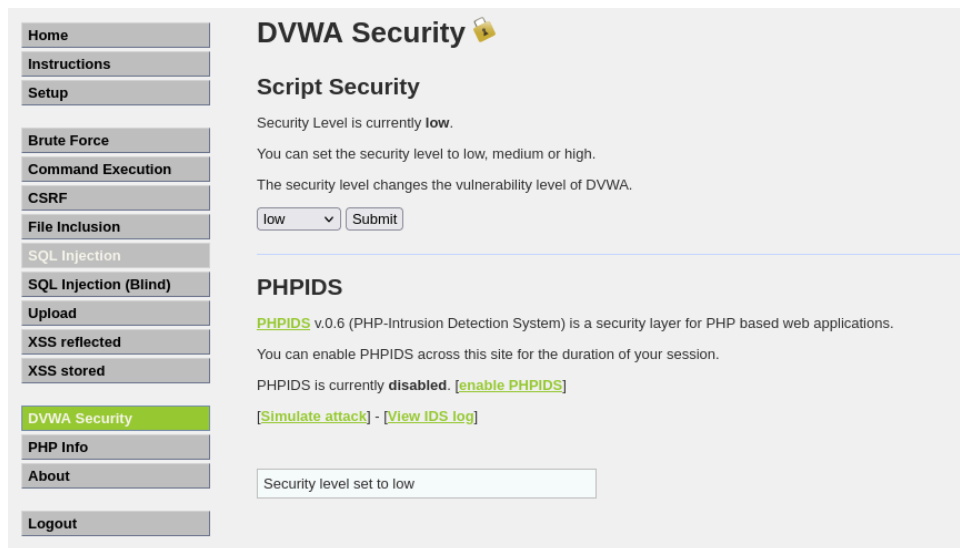 Home
Instructions
Setup
Brute Force
Command Execution
CSRF
File Inclusion
SQL Injection
SQL Injection (Blind)
Upload
XSS reflected
XSS stored
DVWA Security
PHP Info
About
Logout
DVWA Security
Script Security
Security Level is currently low.
You can set the security level to low, medium or high.
The security level changes the vulnerability level of DVWA.
low Submit
PHPIDS
PHPIDS v.0.6 (PHP-Intrusion Detection System) is a security layer for PHP based web applications.
You can enable PHPIDS across this site for the duration of your session.
PHPIDS is currently disabled. [enable PHPIDS]
[Simulate attack] - [View IDS log]
Security level set to low